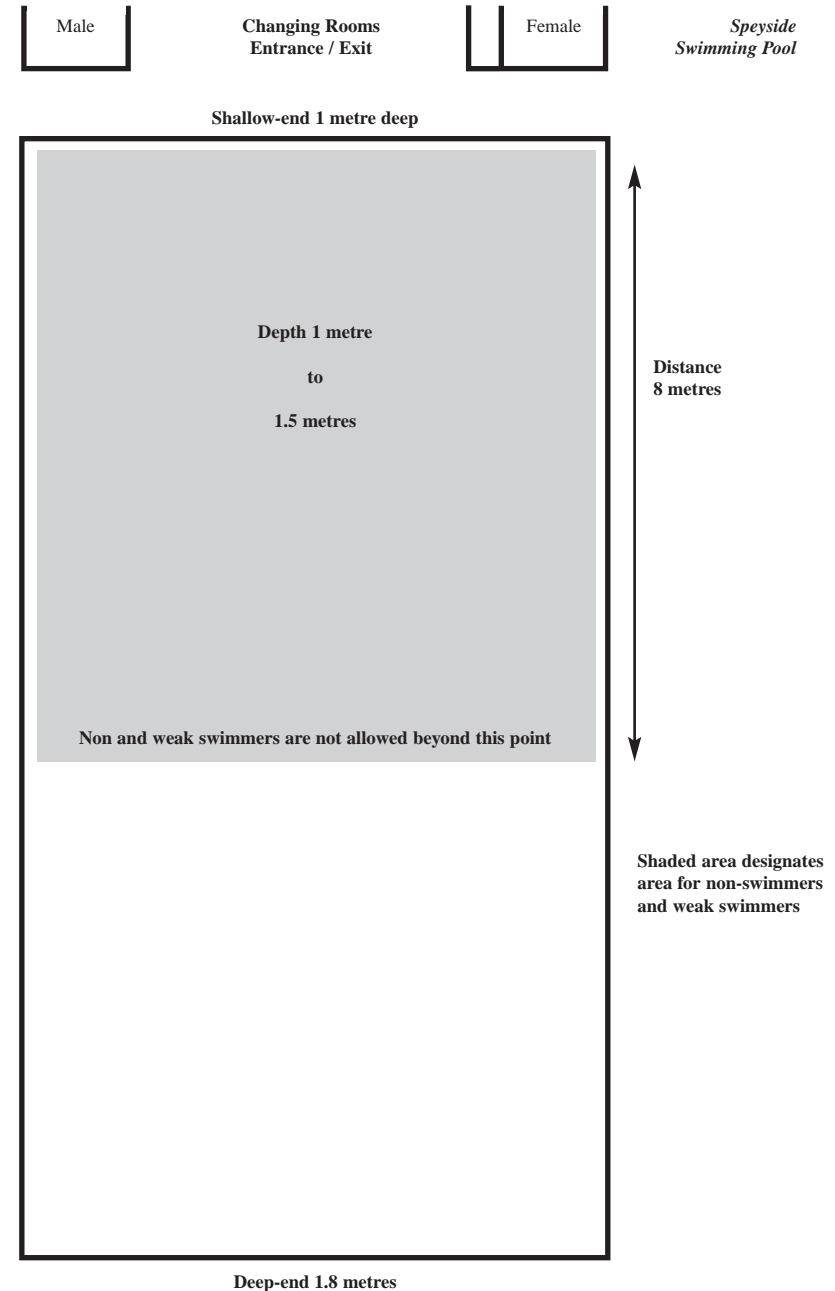 Male
Changing Rooms
Entrance / Exit
Female
Speyside
Swimming Pool
Shallow-end 1 metre deep
Depth 1 metre
to
1.5 metres
Distance
8 metres
Non and weak swimmers are not allowed beyond this point
Shaded area designates
area for non-swimmers
and weak swimmers
Deep-end 1.8 metres